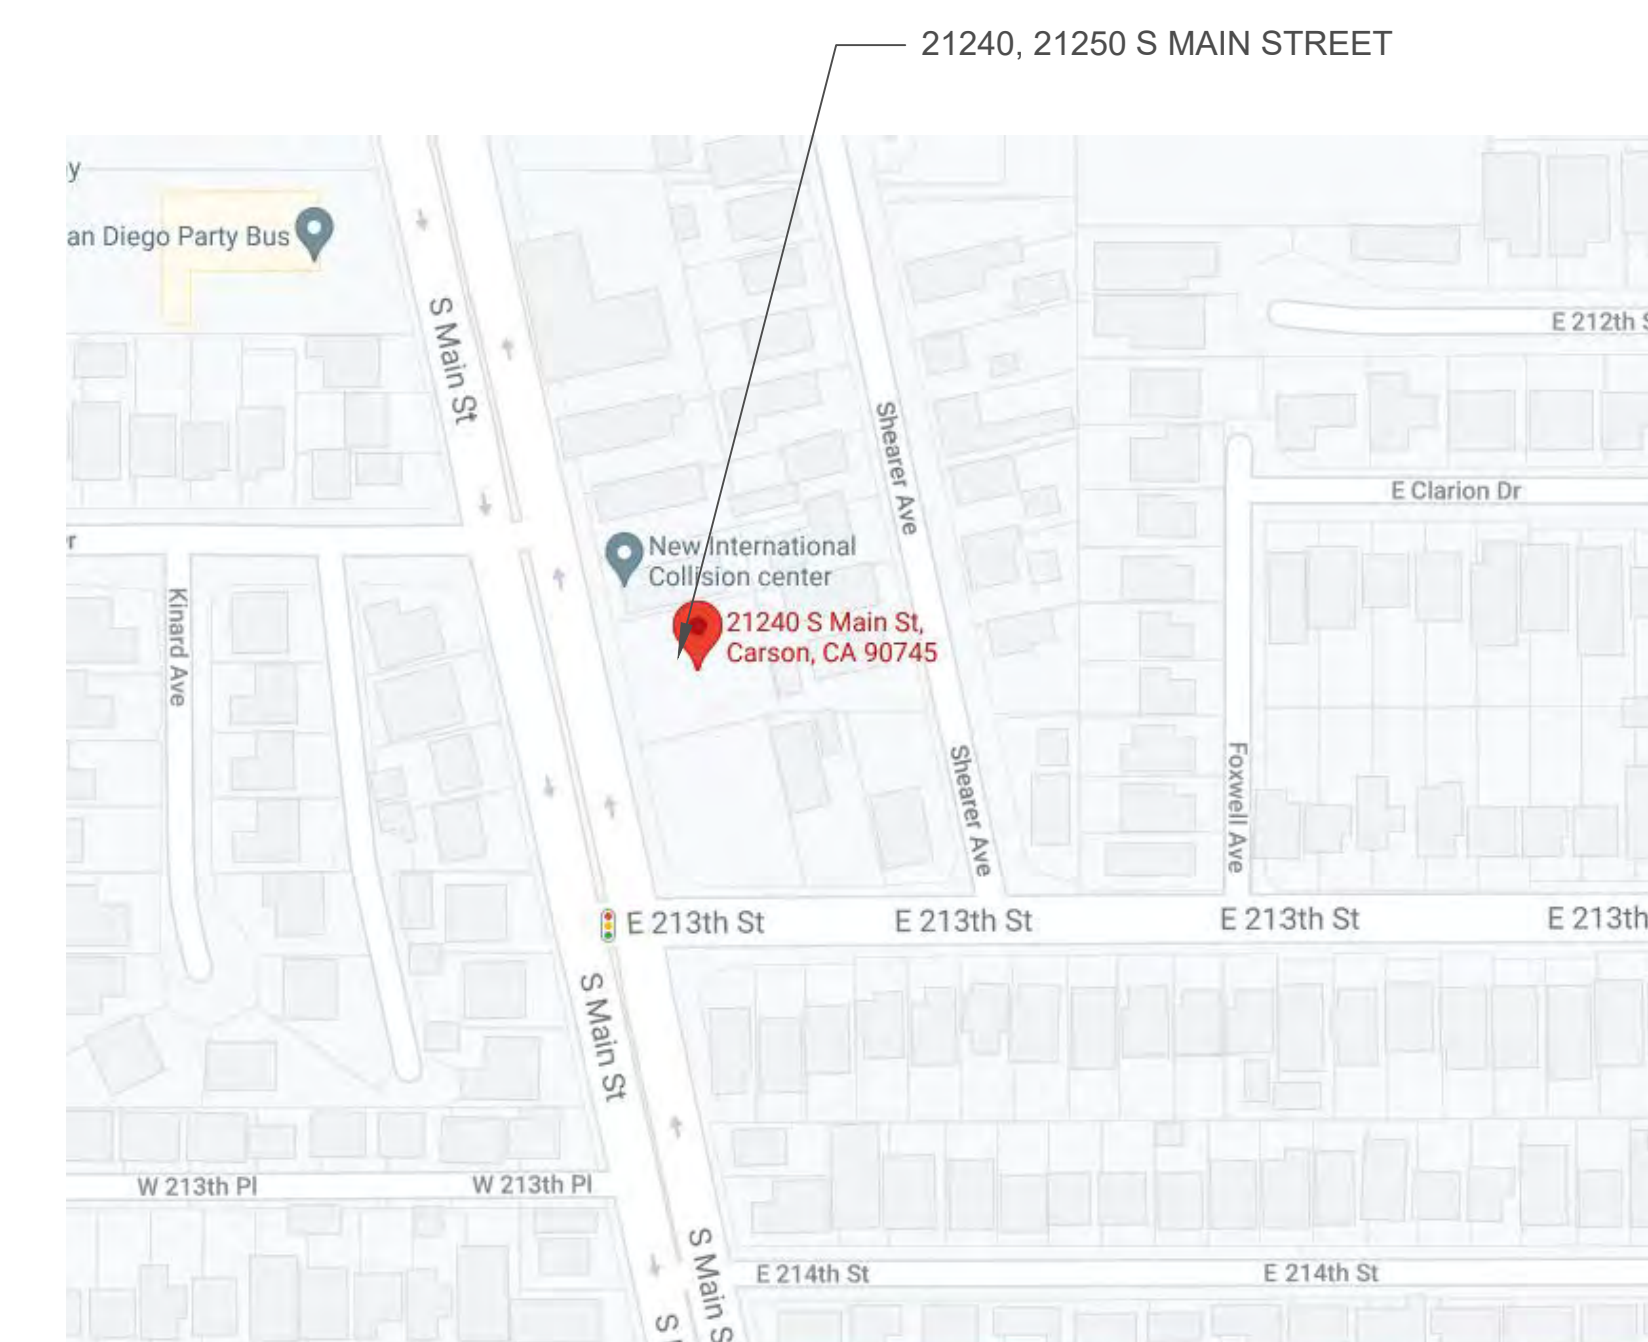 21240, 21250 S MAIN STREET
y
an Diego Party Bus
S Main St
E 212th S
Shearer Ave
E Clarion Dr
r
New International
Collision center
Kinard Ave
21240 S Main St,
Carson, CA 90745
Shearer Ave
Foxwell Ave
E 213th St
E 213th St
E 213th St
E 213th
S Main St
W 213th Pl
W 213th Pl
S Main S
E 214th St
E 214th St
S